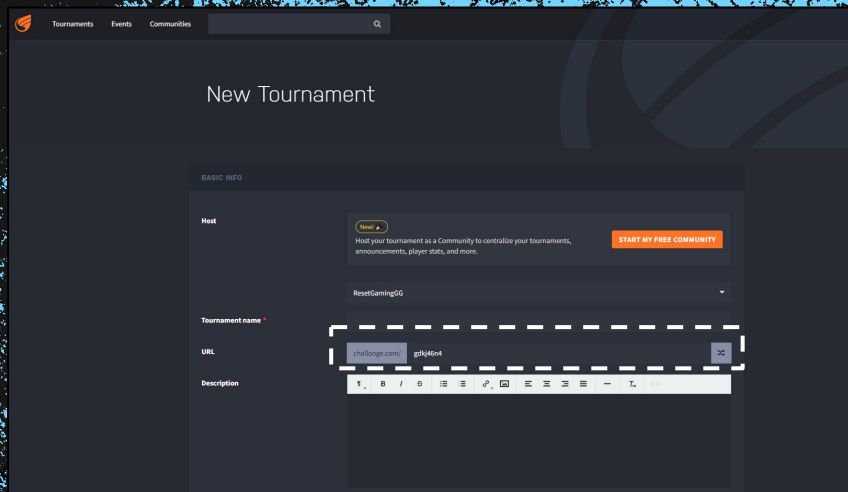 Tournaments Events Communities
New Tournament
BASIC INFO
Host
New!
Host your tournament as a Community to centralize your tournaments,
announcements, player stats, and more.
START MY FREE COMMUNITY
ResetGamingGG
Tournament name *
URL
challonge.com/ gdkj46n4
Description
B I S